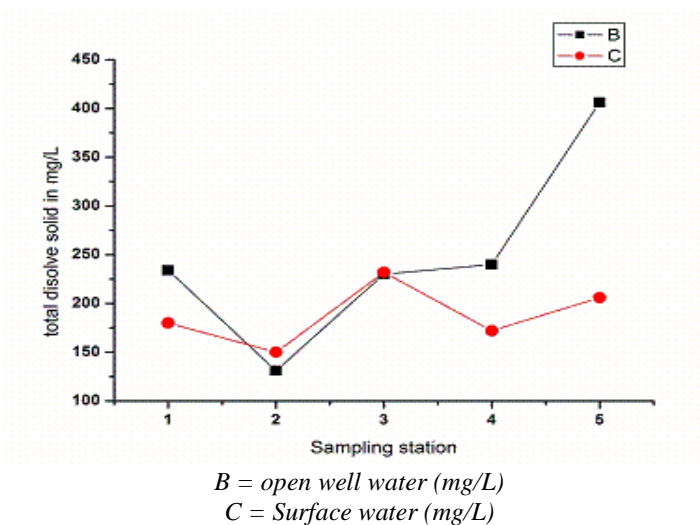 B
C
450
400
350
300
250
200
150
100
total disolve solid in mg/L
1 2 3 4 5
Sampling station
B = open well water (mg/L)
C = Surface water (mg/L)